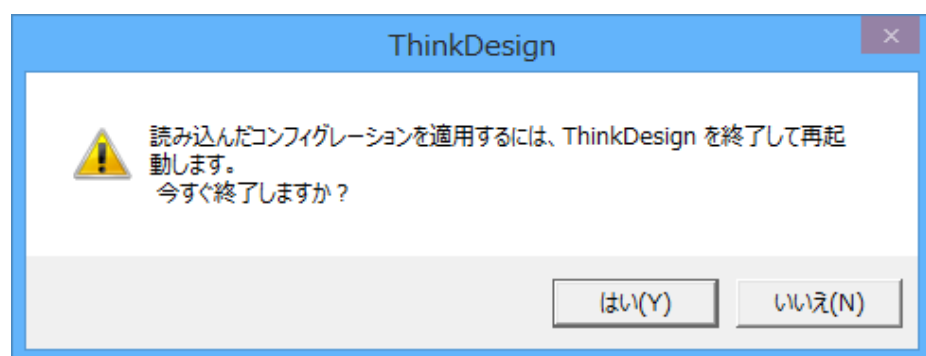 ThinkDesign
読み込んだコンフィグレーションを適用するには、ThinkDesign を終了して再起
動します。
今すぐ終了しますか？
はい(Y)
いいえ(N)